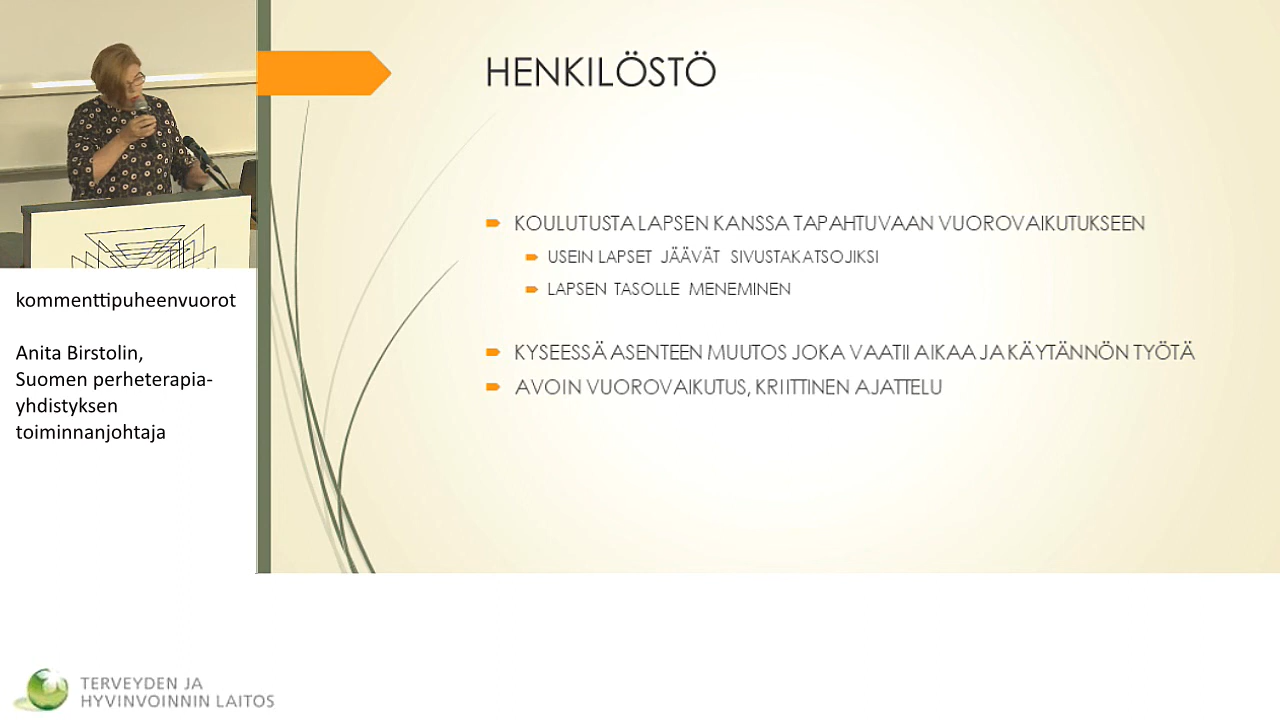 HENKILÖSTÖ
KOULUTUSTA LAPSEN KANSSA TAPAHTUVAAN VUOROVAIKUTUKSEEN
USEIN LAPSET JÄÄVÄT SIVUSTAKATSOJIKSI
LAPSEN TASOLLE MENEMINEN
KYSEESSÄ ASENTEEN MUUTOS JOKA VAATII AIKAA JA KÄYTÄNNÖN TYÖTÄ
AVOIN VUOROVAIKUTUS, KRIITTINEN AJATTELU
kommenttipuheenvuorot
Anita Birstolin,
Suomen perheterapia-
yhdistyksen
toiminnanjohtaja
TERVEYDEN JA
HYVINVOINNIN LAITOS